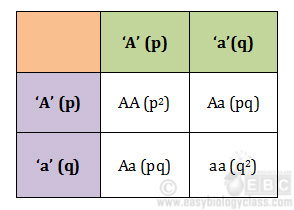 ‘A’ (p) ‘a’(q)
‘A’ (p) AA (p²) Aa (pq)
‘a’ (q) Aa (pq) aa (q²)
© EBC
www.easybiologyclass.com